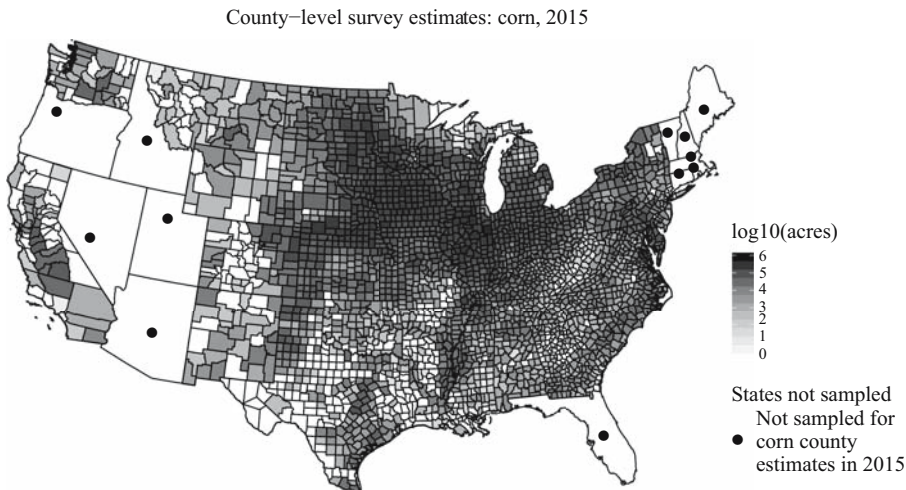 County−level survey estimates: corn, 2015
log10(acres)
6
5
4
3
2
1
0
States not sampled
Not sampled for
corn county
estimates in 2015